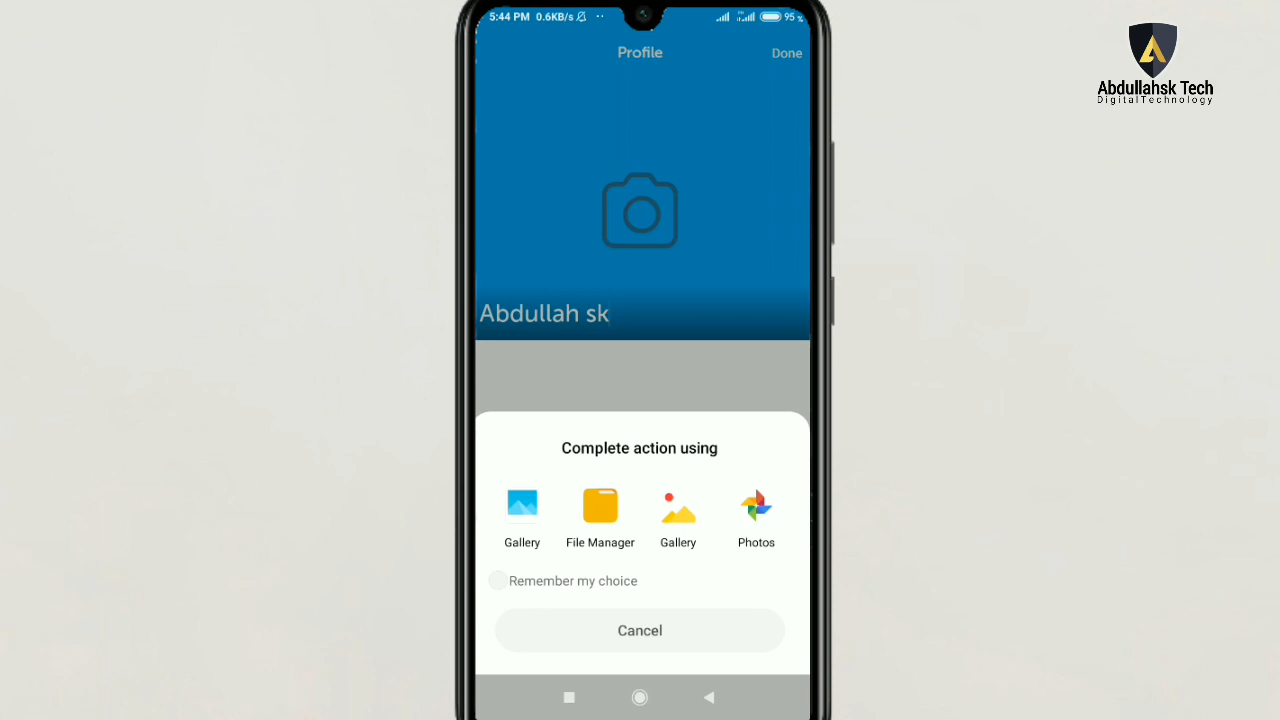 5:44 PM 0.6KB/s
95 %
Profile
Done
Abdullah sk
Complete action using
Gallery
File Manager
Gallery
Photos
Remember my choice
Cancel
Abdullahsk Tech
DigitalTechnology